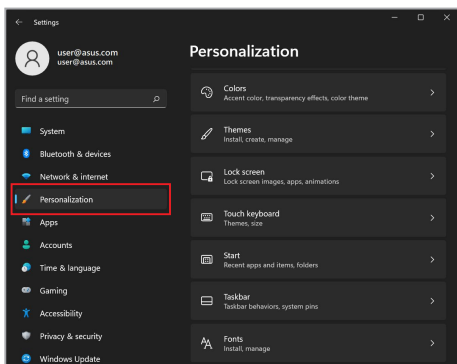 Settings
user@asus.com
user@asus.com
Find a setting
System
Bluetooth & devices
Network & internet
Personalization
Apps
Accounts
Time & language
Gaming
Accessibility
Privacy & security
Windows Update
Personalization
Colors
Accent color, transparency effects, color theme
Themes
Install, create, manage
Lock screen
Lock screen images, apps, animations
Touch keyboard
Themes, size
Start
Recent apps and items, folders
Taskbar
Taskbar behaviors, system pins
Fonts
Install, manage